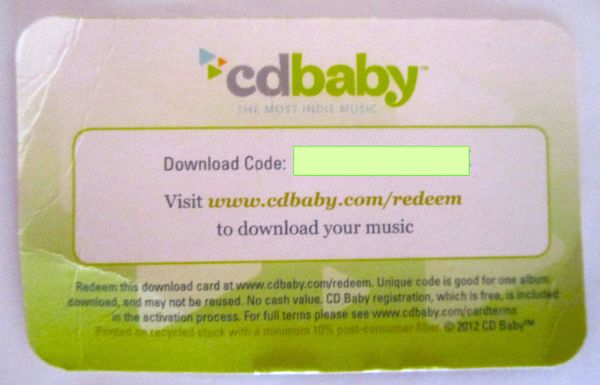 cdbaby™
THE MOST INDIE MUSIC
Download Code:
Visit www.cdbaby.com/redeem
to download your music
Redeem this download card at www.cdbaby.com/redeem. Unique code is good for one album
download, and may not be reused. No cash value. CD Baby registration, which is free, is included
in the activation process. For full terms please see www.cdbaby.com/cardterms
Printed on recycled stock with a minimum 10% post-consumer fiber. © 2012 CD Baby™